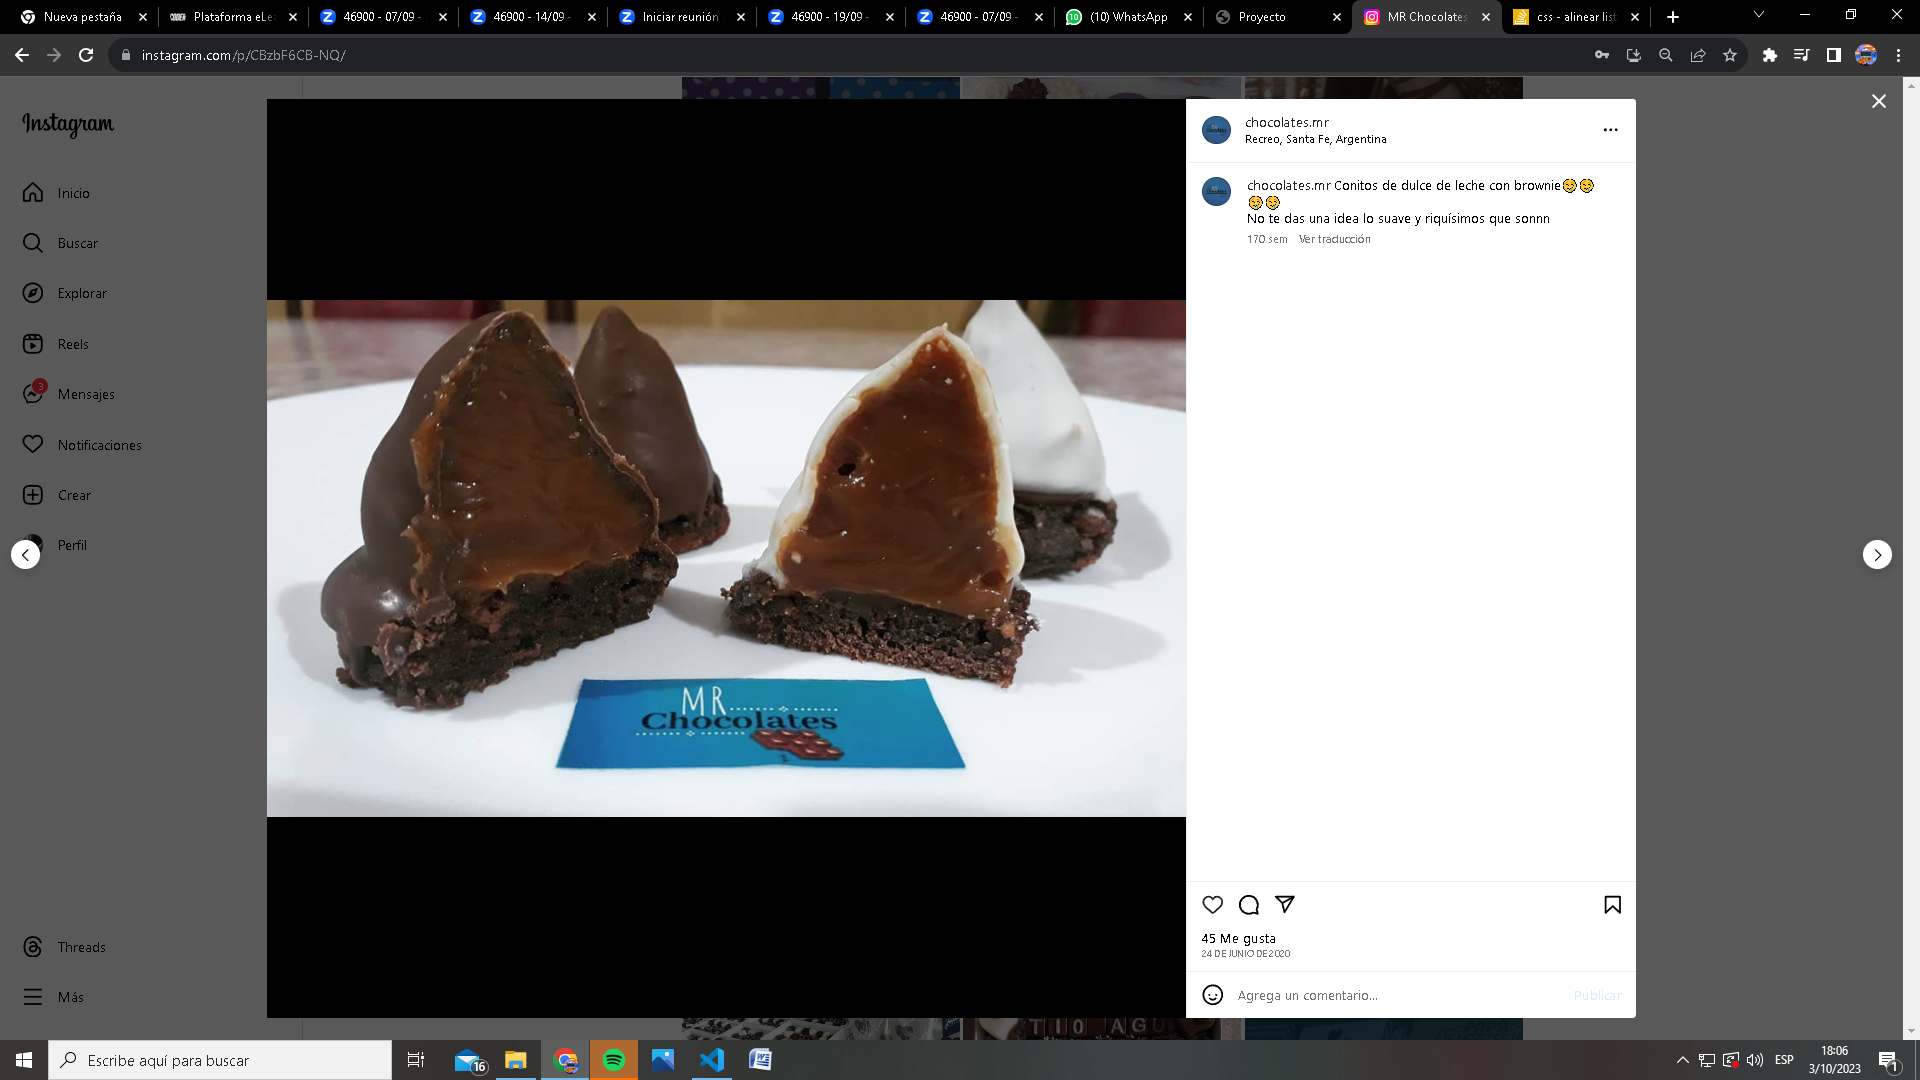 Nueva pestaña
Plataforma eLe
46900 - 07/09 -
46900 - 14/09 -
Iniciar reunión
46900 - 19/09 -
46900 - 07/09 -
(10) WhatsApp
Proyecto
MR Chocolates
css - alinear list
instagram.com/p/CBzbF6CB-NQ/
Instagram
Inicio
Buscar
Explorar
Reels
3
Mensajes
Notificaciones
Crear
Perfil
Threads
Más
MR
Chocolates
TIO AGU
chocolates.mr
Recreo, Santa Fe, Argentina
chocolates.mr Conitos de dulce de leche con brownie😋🤤
😋🤤
No te das una idea lo suave y riquísimos que sonnn
170 sem Ver traducción
45 Me gusta
24 DE JUNIO DE 2020
Agrega un comentario...
Publicar
Escribe aquí para buscar
16
ESP
18:06
3/10/2023
1